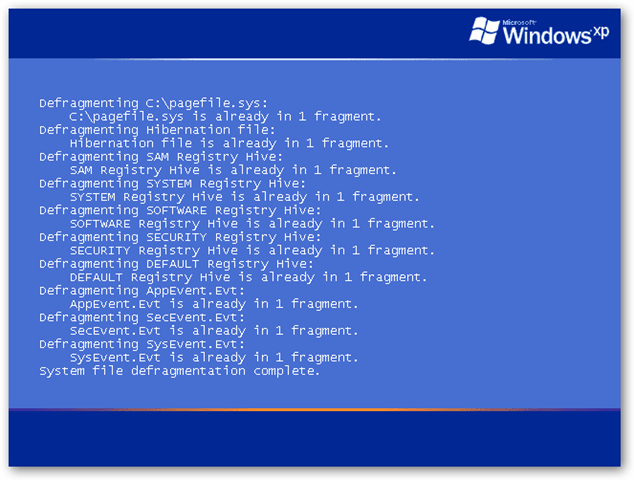 Microsoft®
Windows xp
Defragmenting C:\pagefile.sys:
C:\pagefile.sys is already in 1 fragment.
Defragmenting Hibernation file:
Hibernation file is already in 1 fragment.
Defragmenting SAM Registry Hive:
SAM Registry Hive is already in 1 fragment.
Defragmenting SYSTEM Registry Hive:
SYSTEM Registry Hive is already in 1 fragment.
Defragmenting SOFTWARE Registry Hive:
SOFTWARE Registry Hive is already in 1 fragment.
Defragmenting SECURITY Registry Hive:
SECURITY Registry Hive is already in 1 fragment.
Defragmenting DEFAULT Registry Hive:
DEFAULT Registry Hive is already in 1 fragment.
Defragmenting AppEvent.Evt:
AppEvent.Evt is already in 1 fragment.
Defragmenting SecEvent.Evt:
SecEvent.Evt is already in 1 fragment.
Defragmenting SysEvent.Evt:
SysEvent.Evt is already in 1 fragment.
System file defragmentation complete.